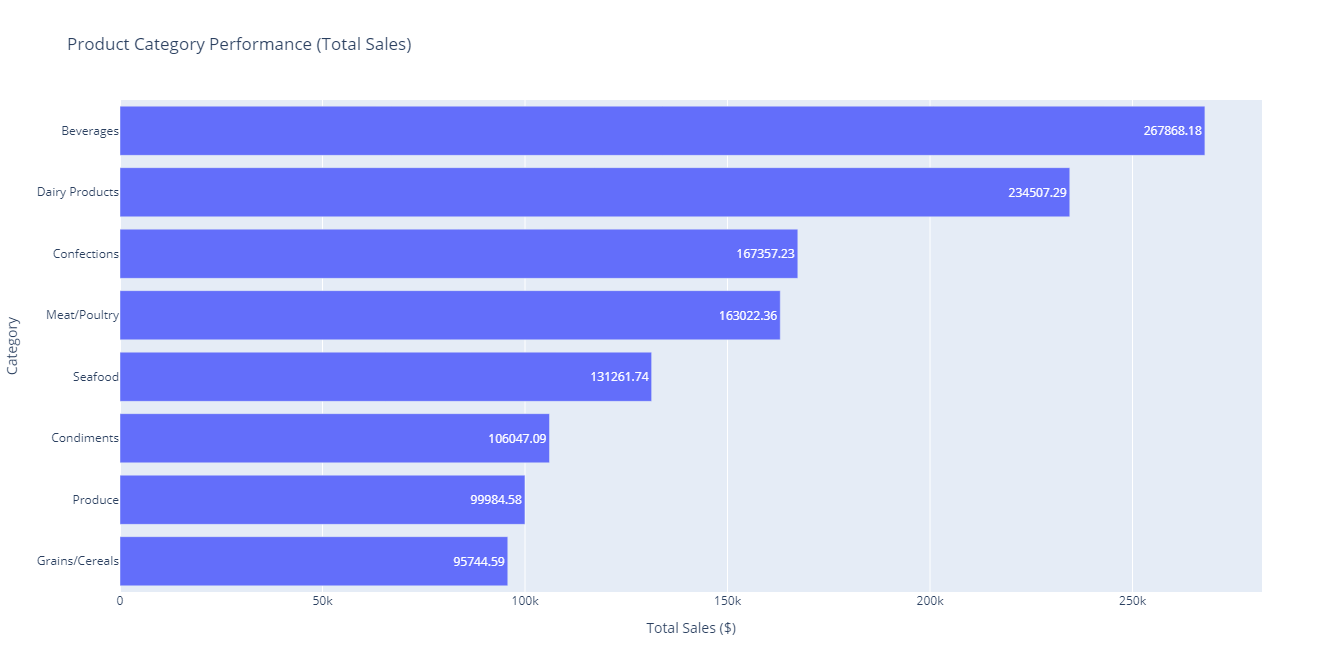 Product Category Performance (Total Sales)
Beverages 267868.18
Dairy Products 234507.29
Confections 167357.23
Meat/Poultry 163022.36
Seafood 131261.74
Condiments 106047.09
Produce 99984.58
Grains/Cereals 95744.59
Category
0 50k 100k 150k 200k 250k
Total Sales ($)